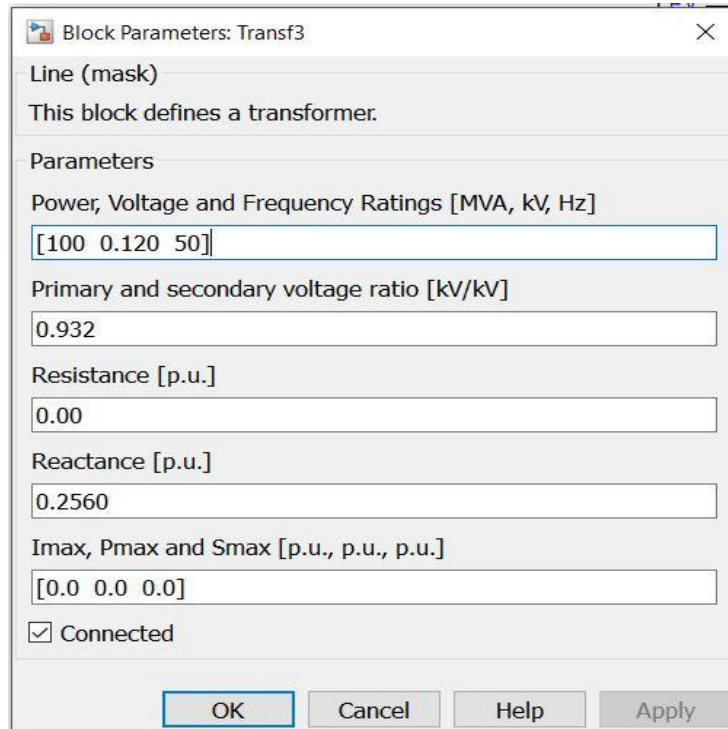 Block Parameters: Transf3
Line (mask)
This block defines a transformer.
Parameters
Power, Voltage and Frequency Ratings [MVA, kV, Hz]
[100 0.120 50]
Primary and secondary voltage ratio [kV/kV]
0.932
Resistance [p.u.]
0.00
Reactance [p.u.]
0.2560
Imax, Pmax and Smax [p.u., p.u., p.u.]
[0.0 0.0 0.0]
Connected
OK Cancel Help Apply